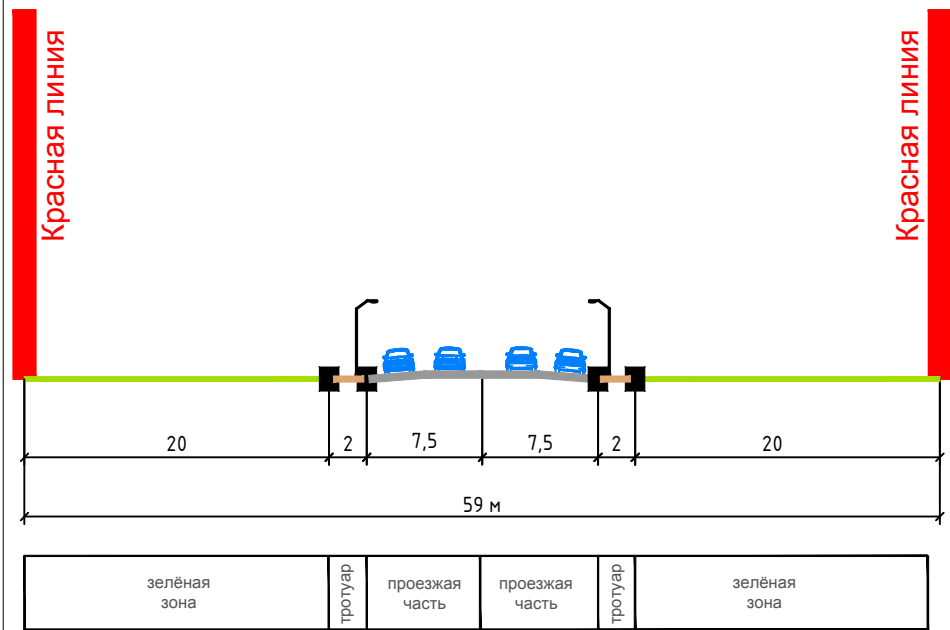 Красная линия
Красная линия
20
2
7,5
7,5
2
20
59 м
зелёная
зона
тротуар
проезжая
часть
проезжая
часть
тротуар
зелёная
зона